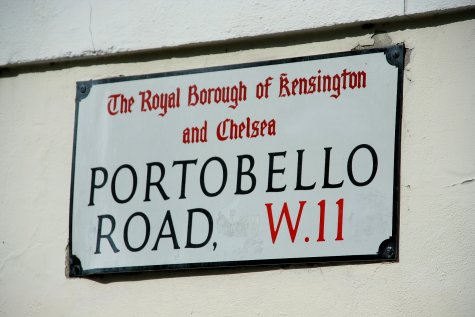 The Royal Borough of Kensington
and Chelsea
PORTOBELLO
ROAD, W.11